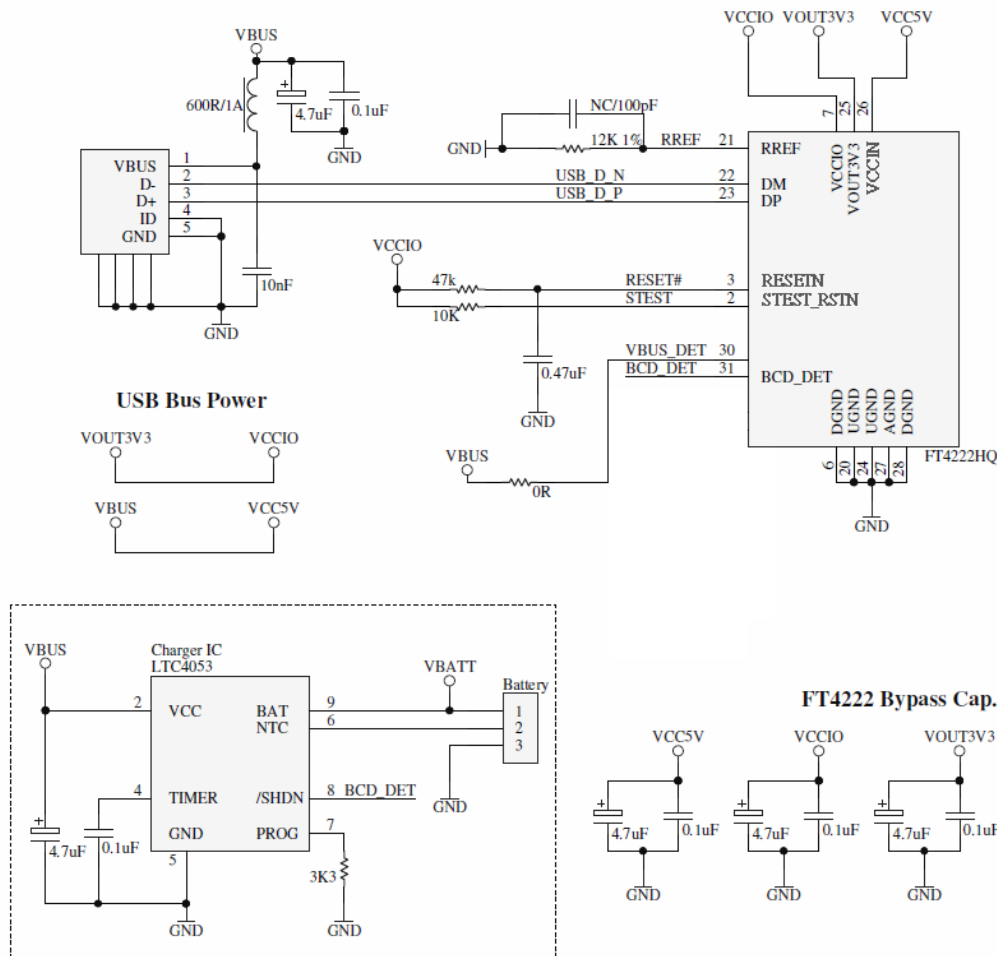 VCCIO VOUT3V3 VCC5V
VBUS
600R/1A
4.7uF
0.1uF
GND
NC/100pF
GND
12K 1%
RREF 21 RREF
7 25 26
VCCIO VOUT3V3 VCCIN
VBUS 1
D- 2 USB_D_N 22 DM
D+ 3 USB_D_P 23 DP
ID 4
GND 5
10nF
GND
VCCIO
47k RESET# 3 RESETN
10K STEST 2 STEST_RSTN
0.47uF
GND
VBUS_DET 30
BCD_DET 31 BCD_DET
DGND UGND UGND AGND DGND
6 20 24 27 28
FT4222HQ
GND
VBUS
0R
USB Bus Power
VOUT3V3 VCCIO
VBUS VCC5V
Charger IC
LTC4053
VBUS
VBATT
Battery
2 VCC BAT 9 1
NTC 6 2
3
GND
4 TIMER /SHDN 8 BCD_DET
GND PROG 7
5
4.7uF 0.1uF
3K3
GND GND
FT4222 Bypass Cap.
VCC5V VCCIO VOUT3V3
+ 4.7uF 0.1uF + 4.7uF 0.1uF + 4.7uF 0.1uF
GND GND GND